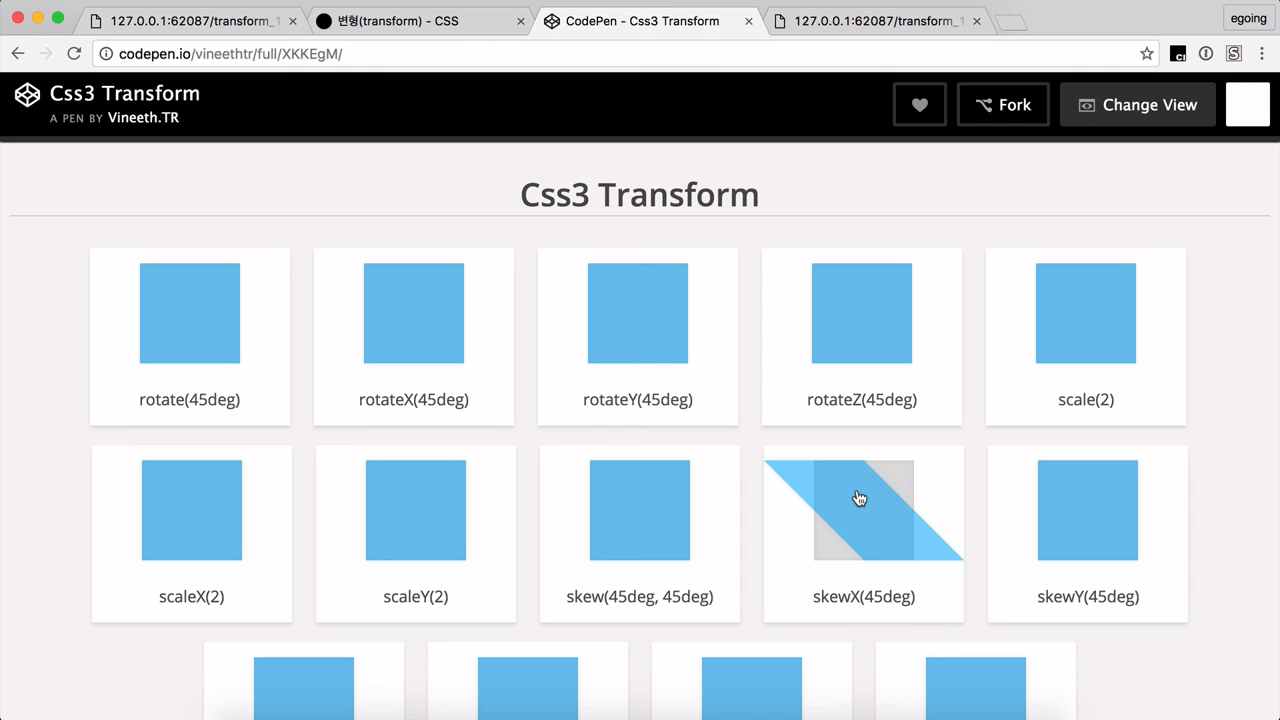 127.0.0.1:62087/transform_1
변형(transform) - CSS
CodePen - Css3 Transform
127.0.0.1:62087/transform_1
egoing
codepen.io/vineethtr/full/XKKEgM/
Css3 Transform
A PEN BY Vineeth.TR
Fork
Change View
Css3 Transform
rotate(45deg)
rotateX(45deg)
rotateY(45deg)
rotateZ(45deg)
scale(2)
scaleX(2)
scaleY(2)
skew(45deg, 45deg)
skewX(45deg)
skewY(45deg)